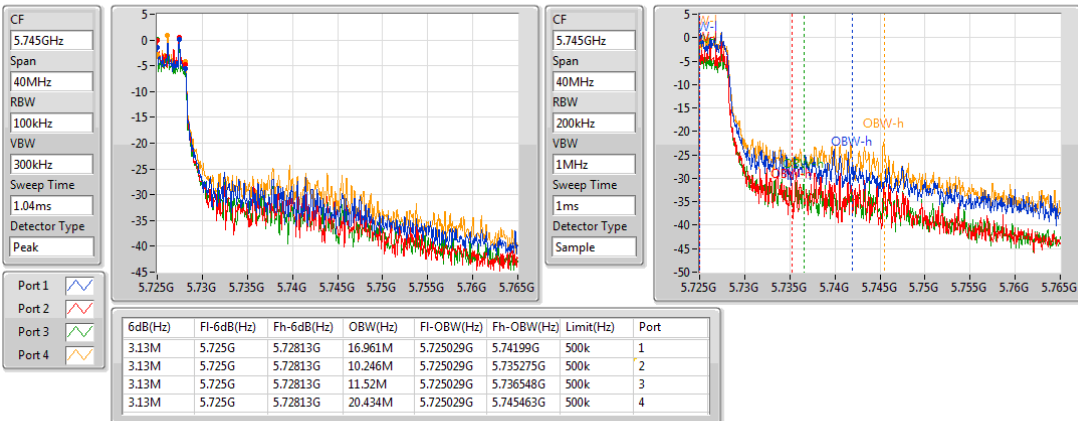 CF
5.745GHz
Span
40MHz
RBW
100kHz
VBW
300kHz
Sweep Time
1.04ms
Detector Type
Peak
5-
0-
-5-
-10-
-15-
-20-
-25-
-30-
-35-
-40-
-45-
5.725G 5.73G 5.735G 5.74G 5.745G 5.75G 5.755G 5.76G 5.765G
CF
5.745GHz
Span
40MHz
RBW
200kHz
VBW
1MHz
Sweep Time
1ms
Detector Type
Sample
5-
0-
-5-
-10-
-15-
-20-
-25-
-30-
-35-
-40-
-45-
-50-
OBW-h
OBW-h
5.725G 5.73G 5.735G 5.74G 5.745G 5.75G 5.755G 5.76G 5.765G
Port 1
Port 2
Port 3
Port 4
6dB(Hz) Fl-6dB(Hz) Fh-6dB(Hz) OBW(Hz) Fl-OBW(Hz) Fh-OBW(Hz) Limit(Hz) Port
3.13M 5.725G 5.72813G 16.961M 5.725029G 5.74199G 500k 1
3.13M 5.725G 5.72813G 10.246M 5.725029G 5.735275G 500k 2
3.13M 5.725G 5.72813G 11.52M 5.725029G 5.736548G 500k 3
3.13M 5.725G 5.72813G 20.434M 5.725029G 5.745463G 500k 4